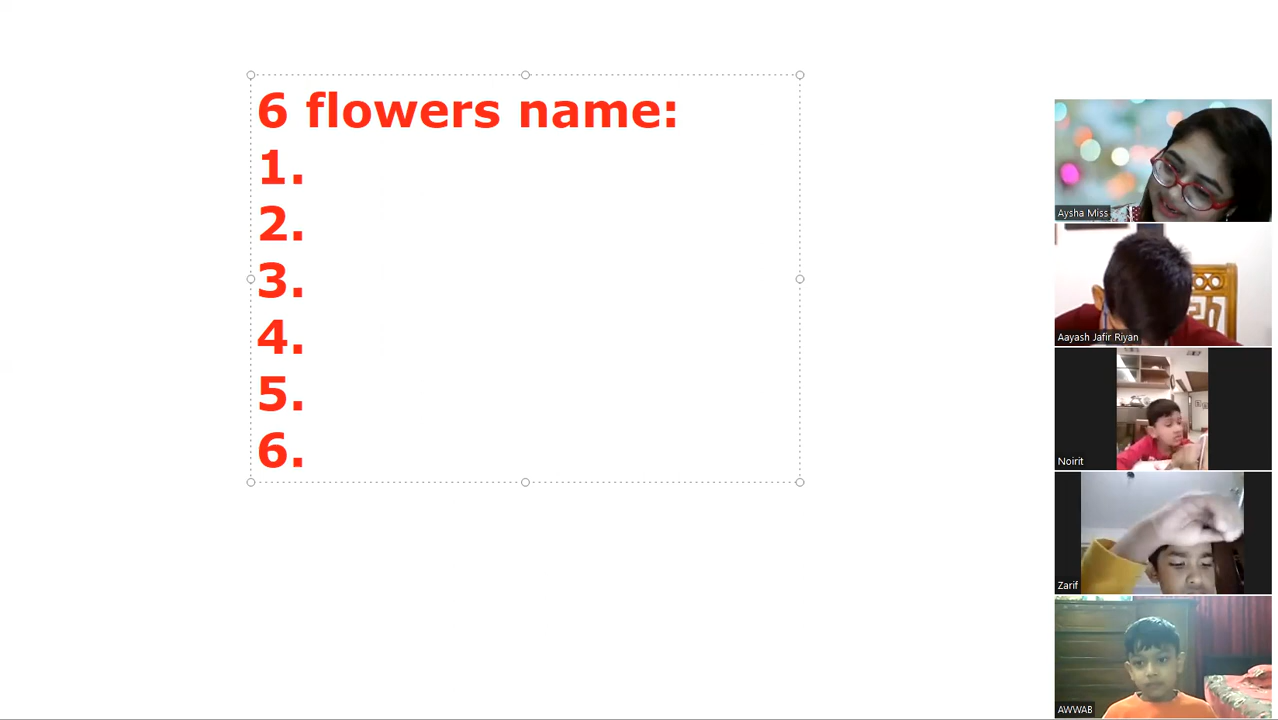 6 flowers name:
1.
2.
3.
4.
5.
6.
Aysha Miss
Aayash Jafir Riyan
Noirit
Zarif
AWWAB